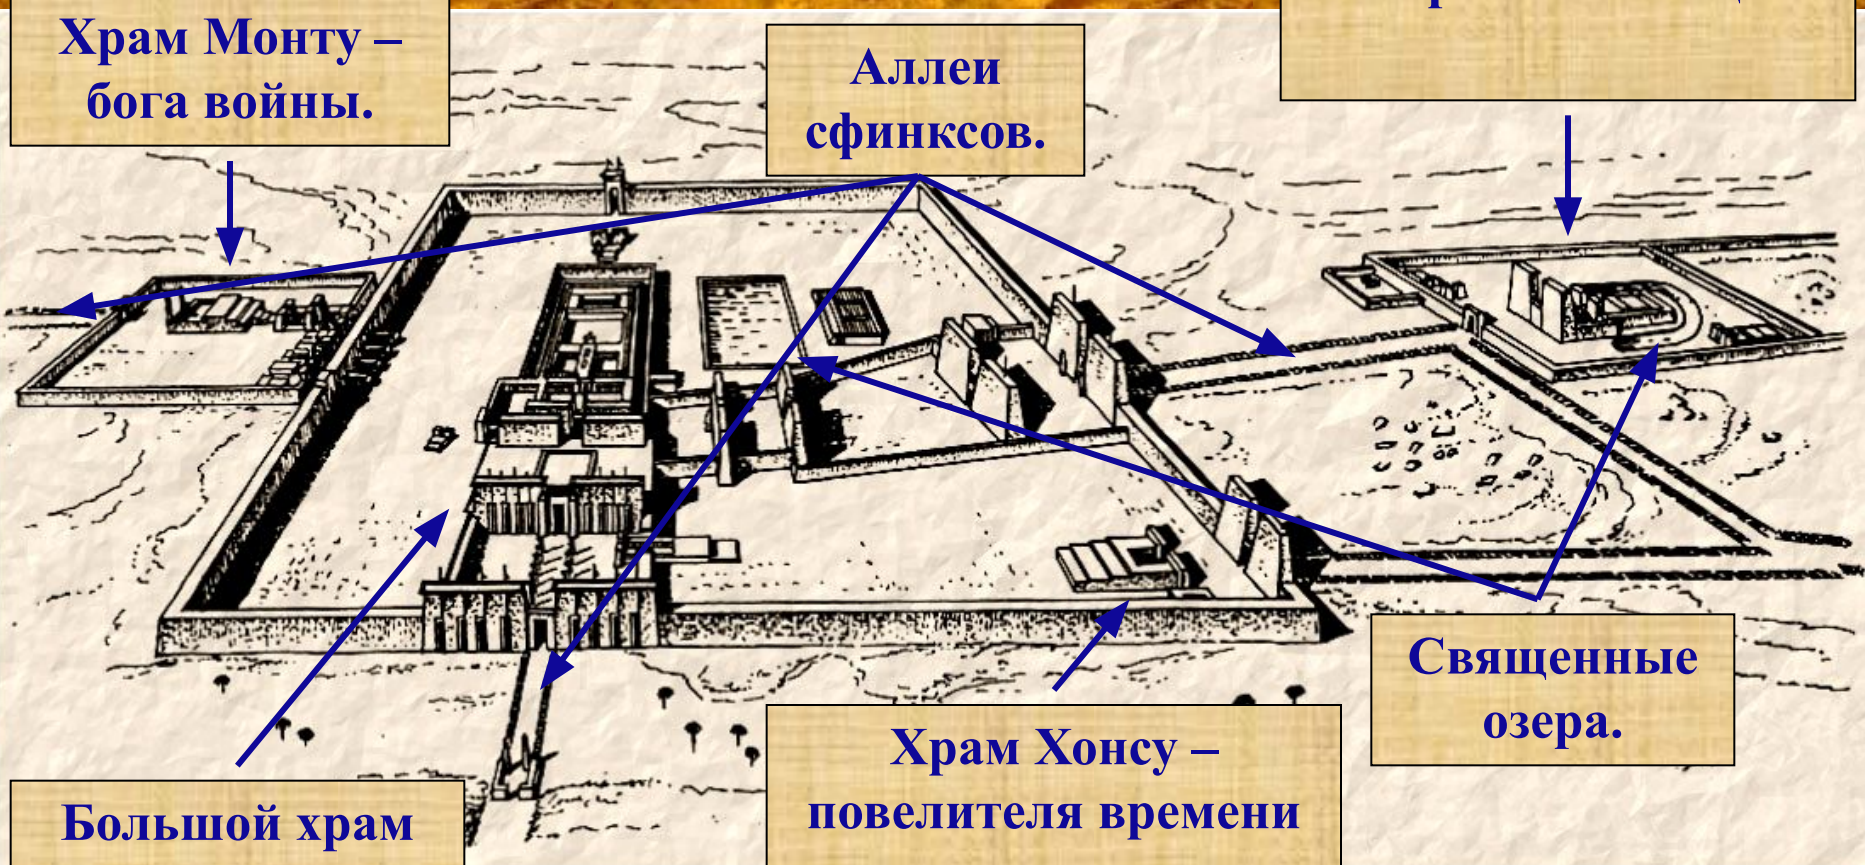 Храм Монту –
бога войны.
Аллеи
сфинксов.
Священные
озера.
Храм Хонсу –
повелителя времени
Большой храм